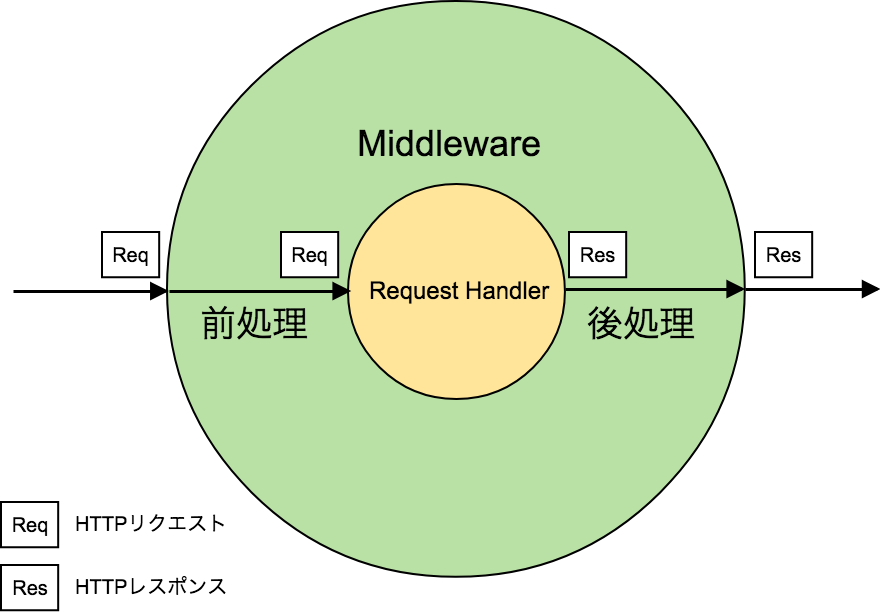 Middleware
Req
Req
Res
Res
Request Handler
前処理
後処理
Req
HTTPリクエスト
Res
HTTPレスポンス